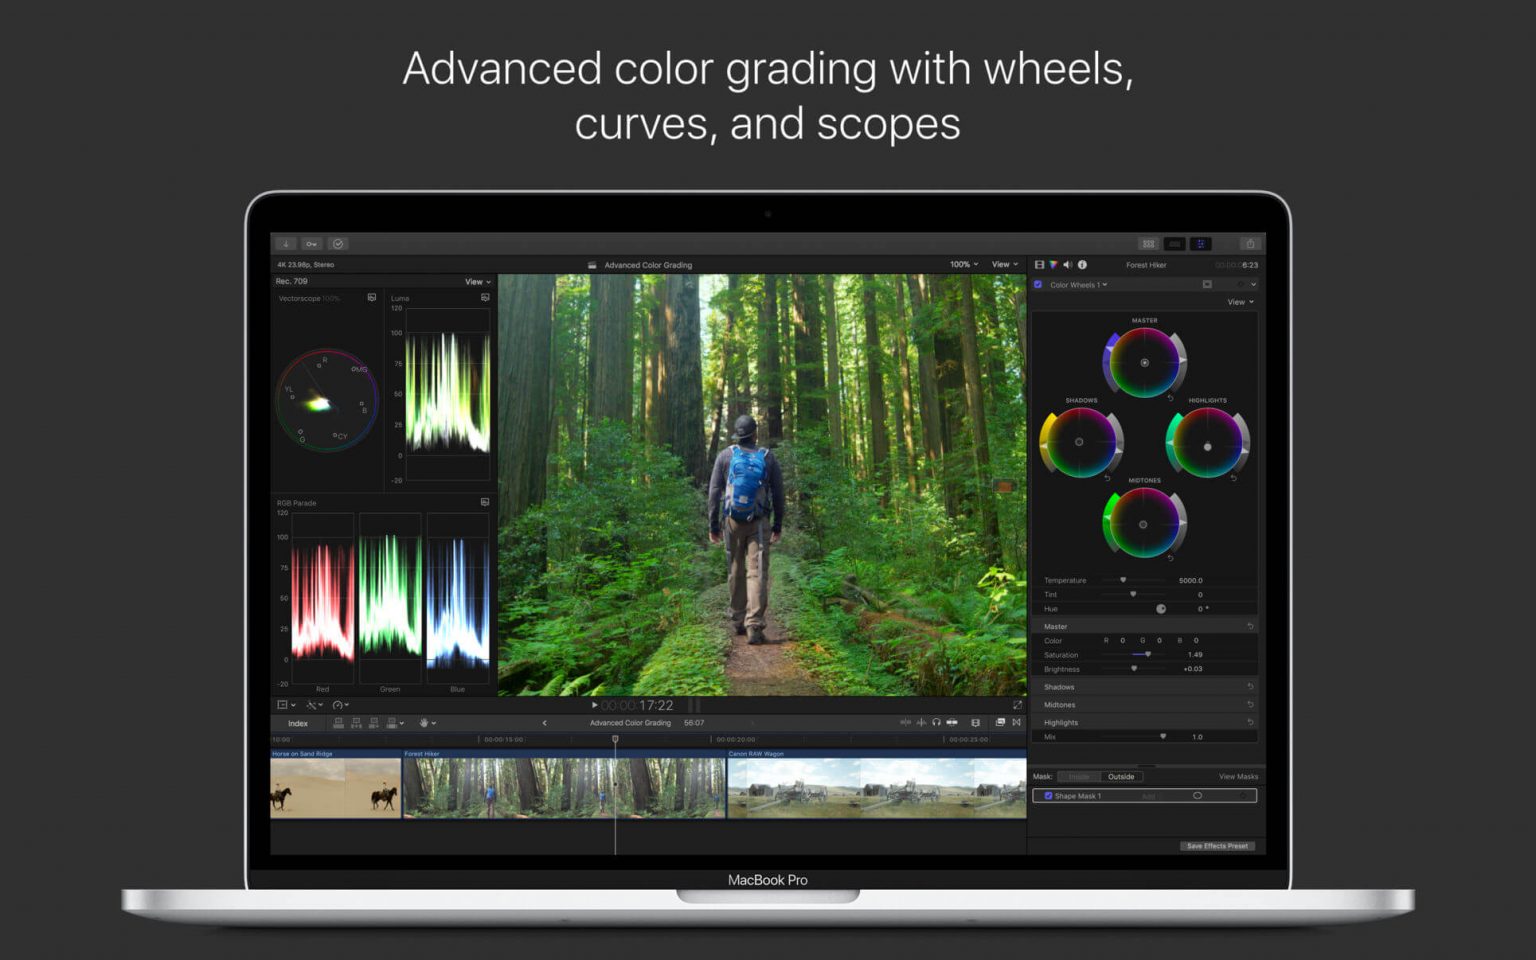 Advanced color grading with wheels,
curves, and scopes
4K 23.98p, Stereo
Advanced Color Grading
100%
View
Forest Hiker
6:23
Rec. 709
View
Color Wheels 1
View
Vectorscope 100%
Luma
120
100
75
50
25
0
-20
R
MG
B
CY
G
YL
MASTER
SHADOWS
HIGHLIGHTS
MIDTONES
RGB Parade
120
100
75
50
25
0
-20
Red
Green
Blue
Temperature 5000.0
Tint 0
Hue 0 °
Master
Color R 0 G 0 B 0
Saturation 1.49
Brightness +0.03
Shadows
Midtones
Highlights
Mix 1.0
00:00:17:22
Index
Advanced Color Grading 56:07
10:00
00:00:15:00
00:00:20:00
00:00:25:00
Horse on Sand Ridge
Forest Hiker
Canon RAW Wagon
Mask: Inside Outside View Masks
Shape Mask 1 Add
Save Effects Preset
MacBook Pro